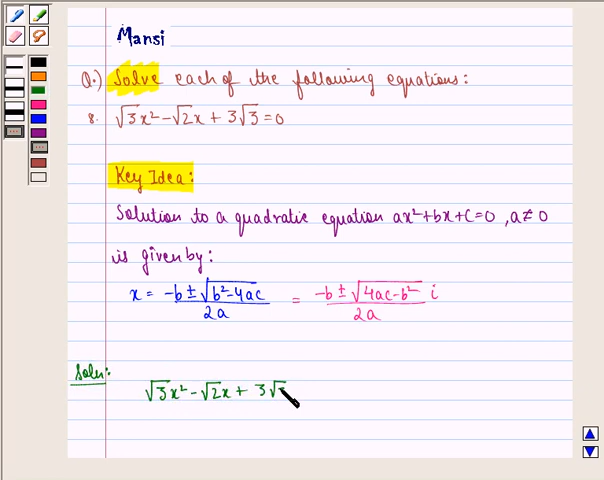 Mansi
Q.) Solve each of the following equations:
8. √3x² - √2x + 3√3 = 0
Key Idea:
Solution to a quadratic equation ax²+bx+c=0, a≠0
is given by:
x = -b ± √b²-4ac / 2a = -b ± √4ac-b² i / 2a
Soln:
√3x² - √2x + 3√